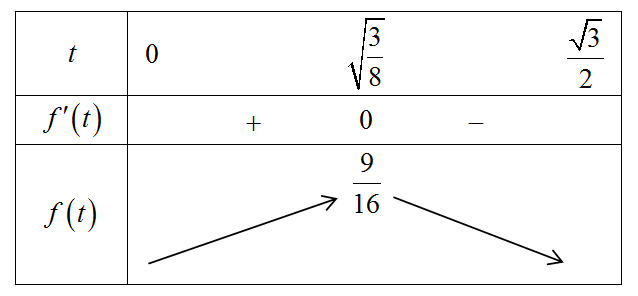 t 0 √(3/8) √3/2
f′(t) + 0 −
f(t) 9/16